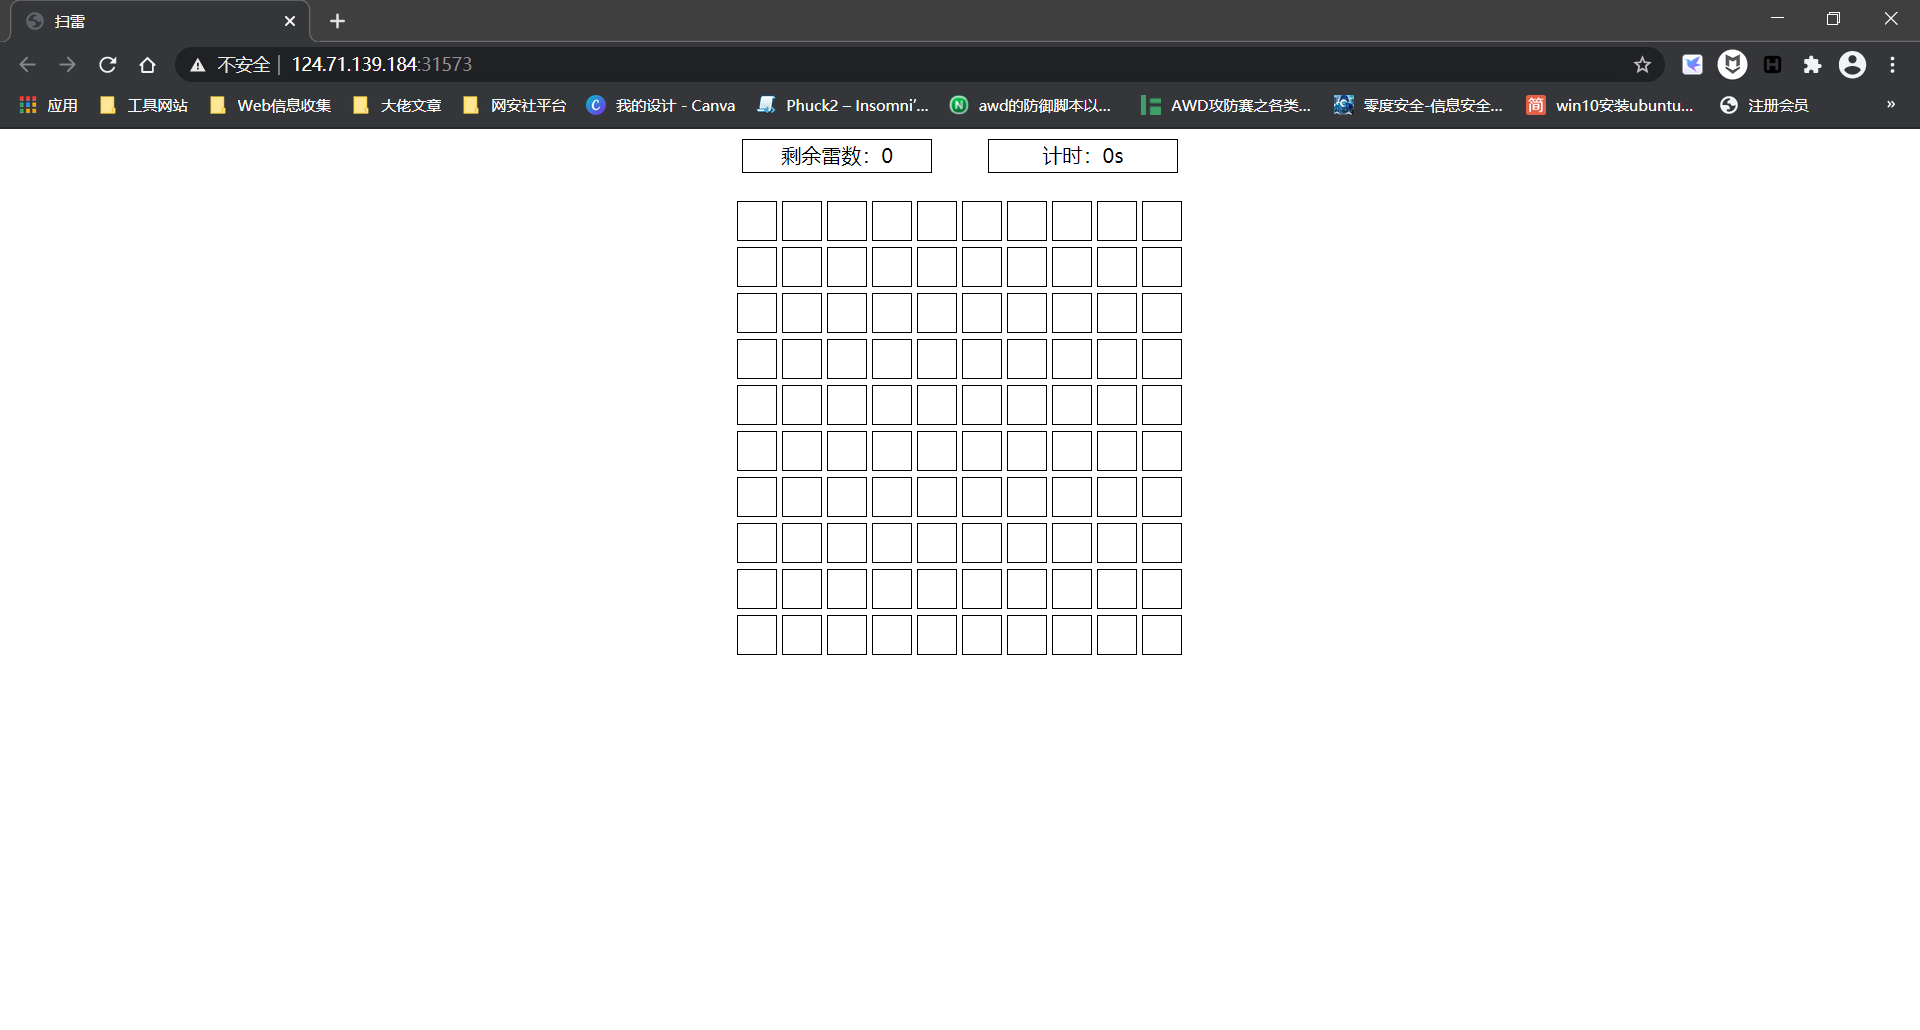 扫雷
不安全 | 124.71.139.184:31573
应用 工具网站 Web信息收集 大佬文章 网安社平台 我的设计 - Canva Phuck2 – Insomni'... awd的防御脚本以... AWD攻防赛之各类... 零度安全-信息安全... 简 win10安装ubuntu... 注册会员 »
剩余雷数：0 计时：0s